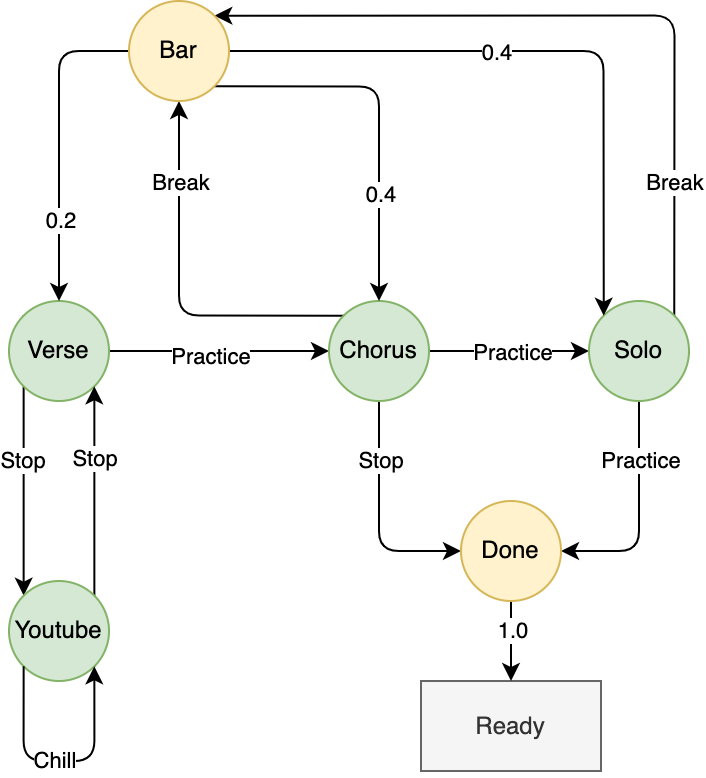 Bar
0.4
Break
Break
0.4
0.2
Verse
Practice
Chorus
Practice
Solo
Stop
Stop
Stop
Practice
Done
Youtube
1.0
Ready
Chill